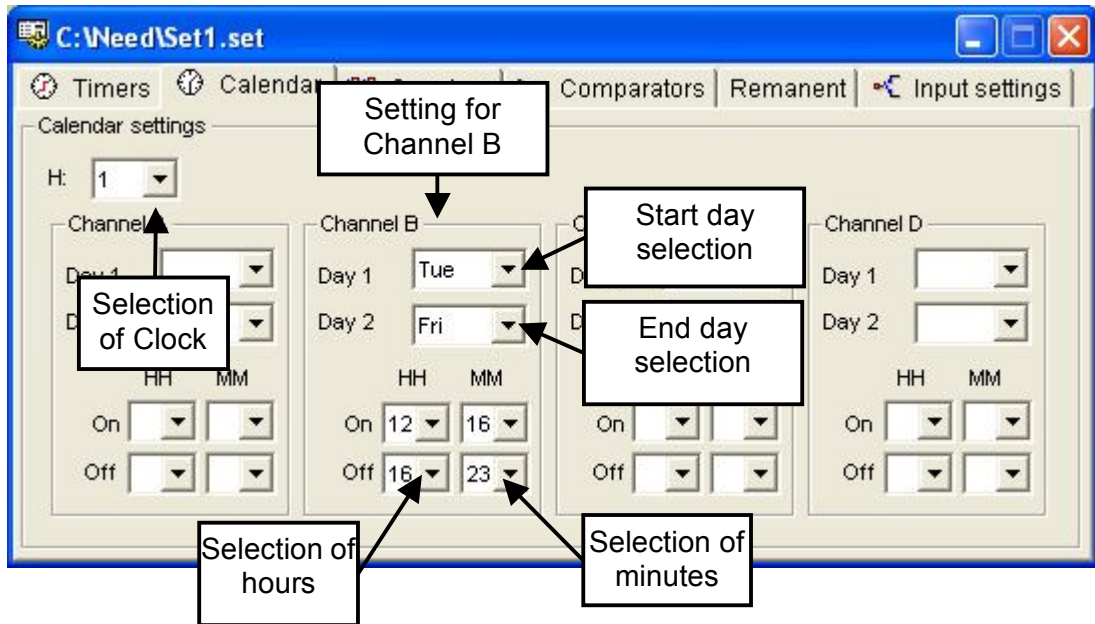 C:\Need\Set1.set
Timers Calendar Comparators Remanent Input settings
Setting for
Channel B
Calendar settings
H: 1
Channel B
Channel D
Start day
selection
Day 1 Tue
Day 1
Selection
of Clock
Day 2 Fri
Day 2
End day
selection
HH MM
HH MM
HH MM
On
On 12 16
On
On
Off
Off 16 23
Off
Off
Selection of
hours
Selection of
minutes